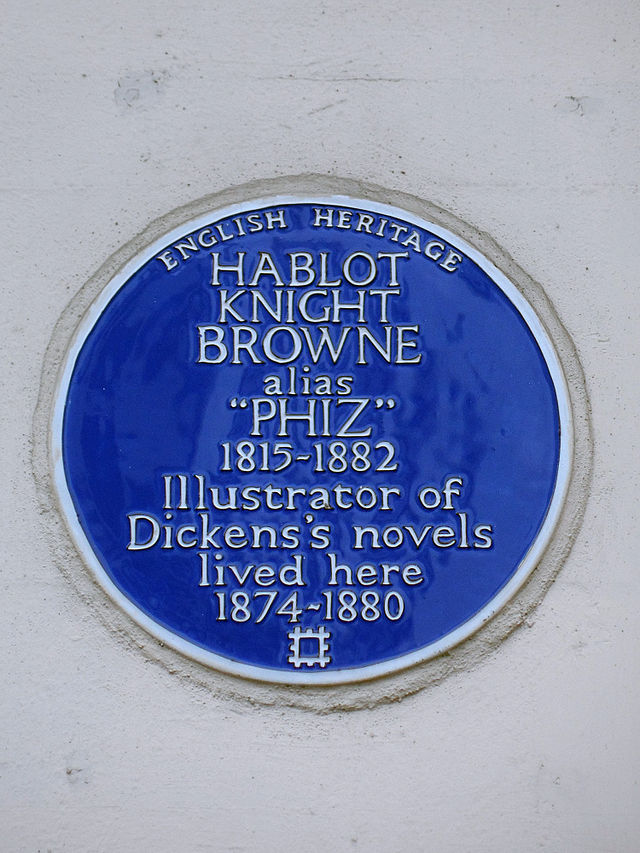 ENGLISH HERITAGE
HABLOT
KNIGHT
BROWNE
alias
“PHIZ”
1815-1882
Illustrator of
Dickens's novels
lived here
1874-1880